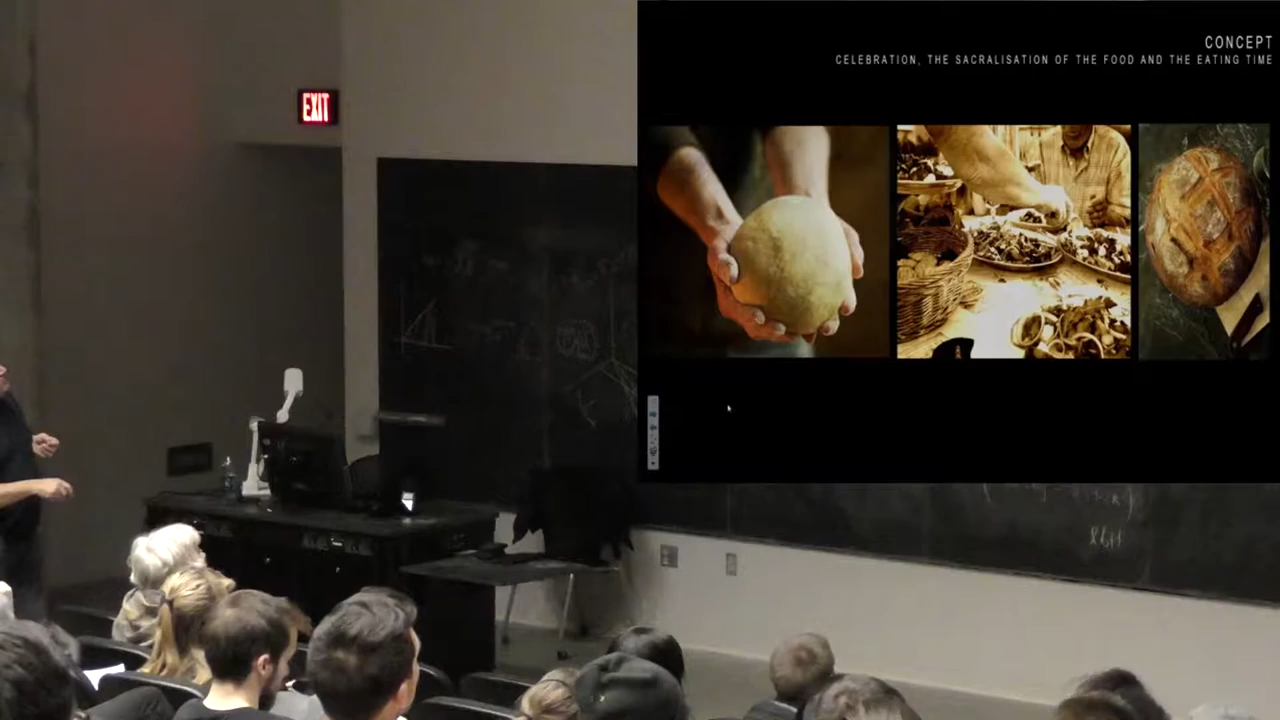 EXIT
CONCEPT
CELEBRATION, THE SACRALISATION OF THE FOOD AND THE EATING TIME